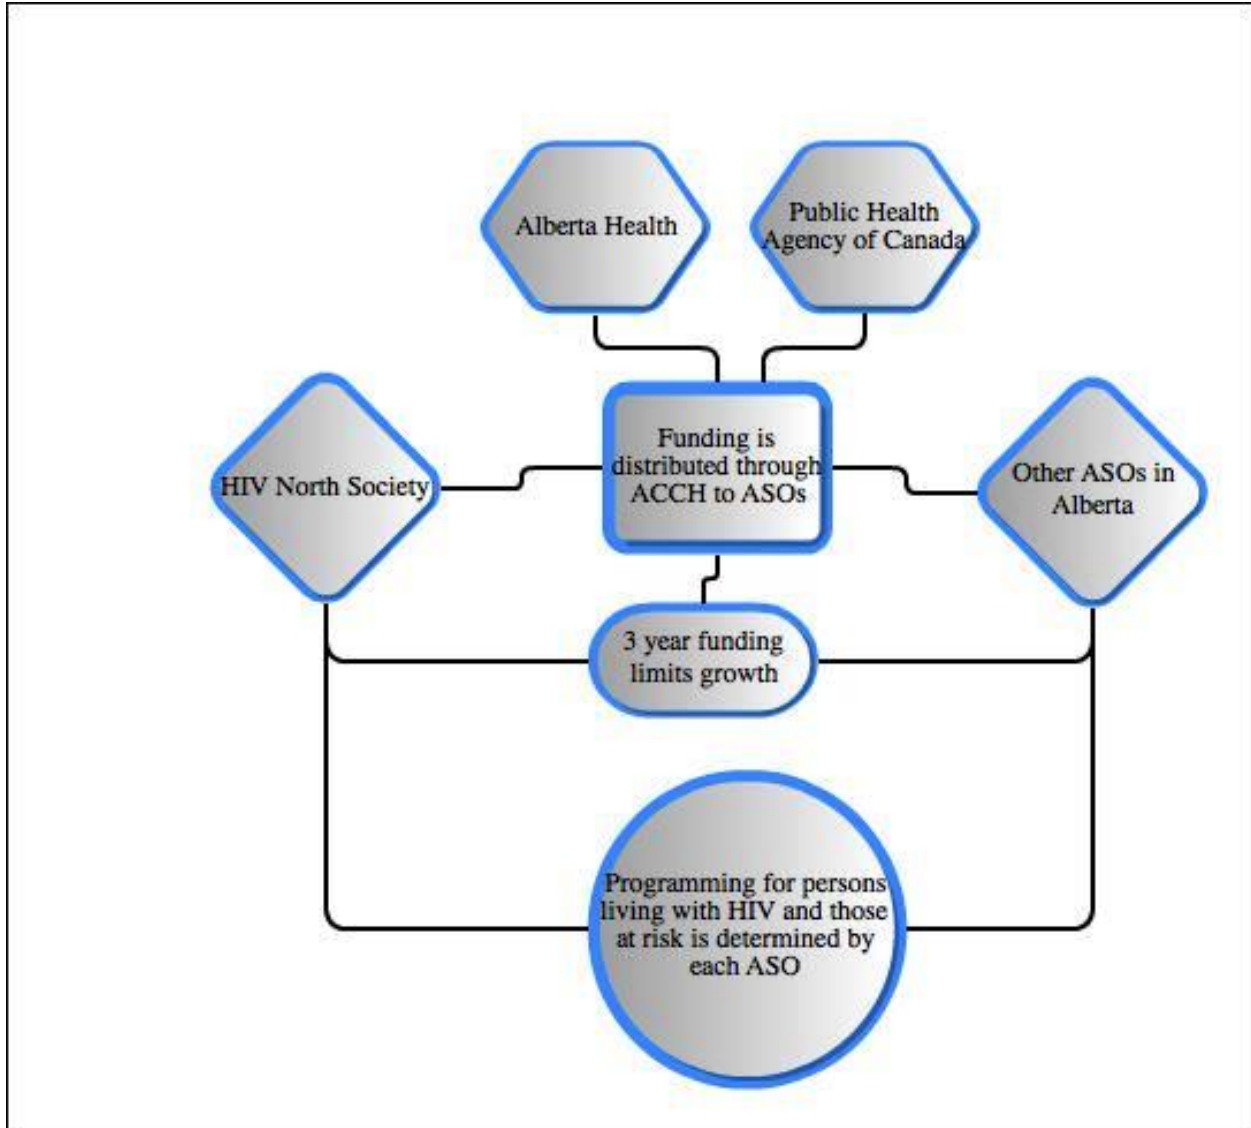 Alberta Health
Public Health
Agency of Canada
Funding is
distributed through
ACCH to ASOs
HIV North Society
Other ASOs in
Alberta
3 year funding
limits growth
Programming for persons
living with HIV and those
at risk is determined by
each ASO